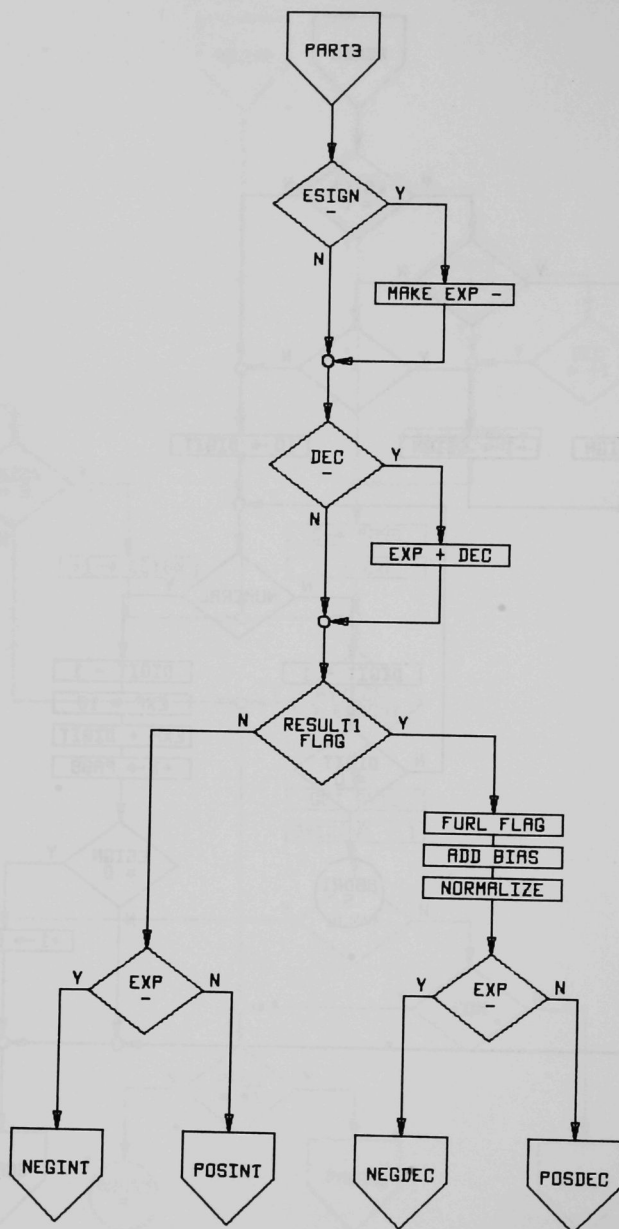 PART3
ESIGN
-
Y
N
MAKE EXP -
DEC
-
Y
N
EXP + DEC
RESULT1
FLAG
N
Y
FURL FLAG
ADD BIAS
NORMALIZE
EXP
-
Y
N
EXP
-
Y
N
NEGINT
POSINT
NEGDEC
POSDEC